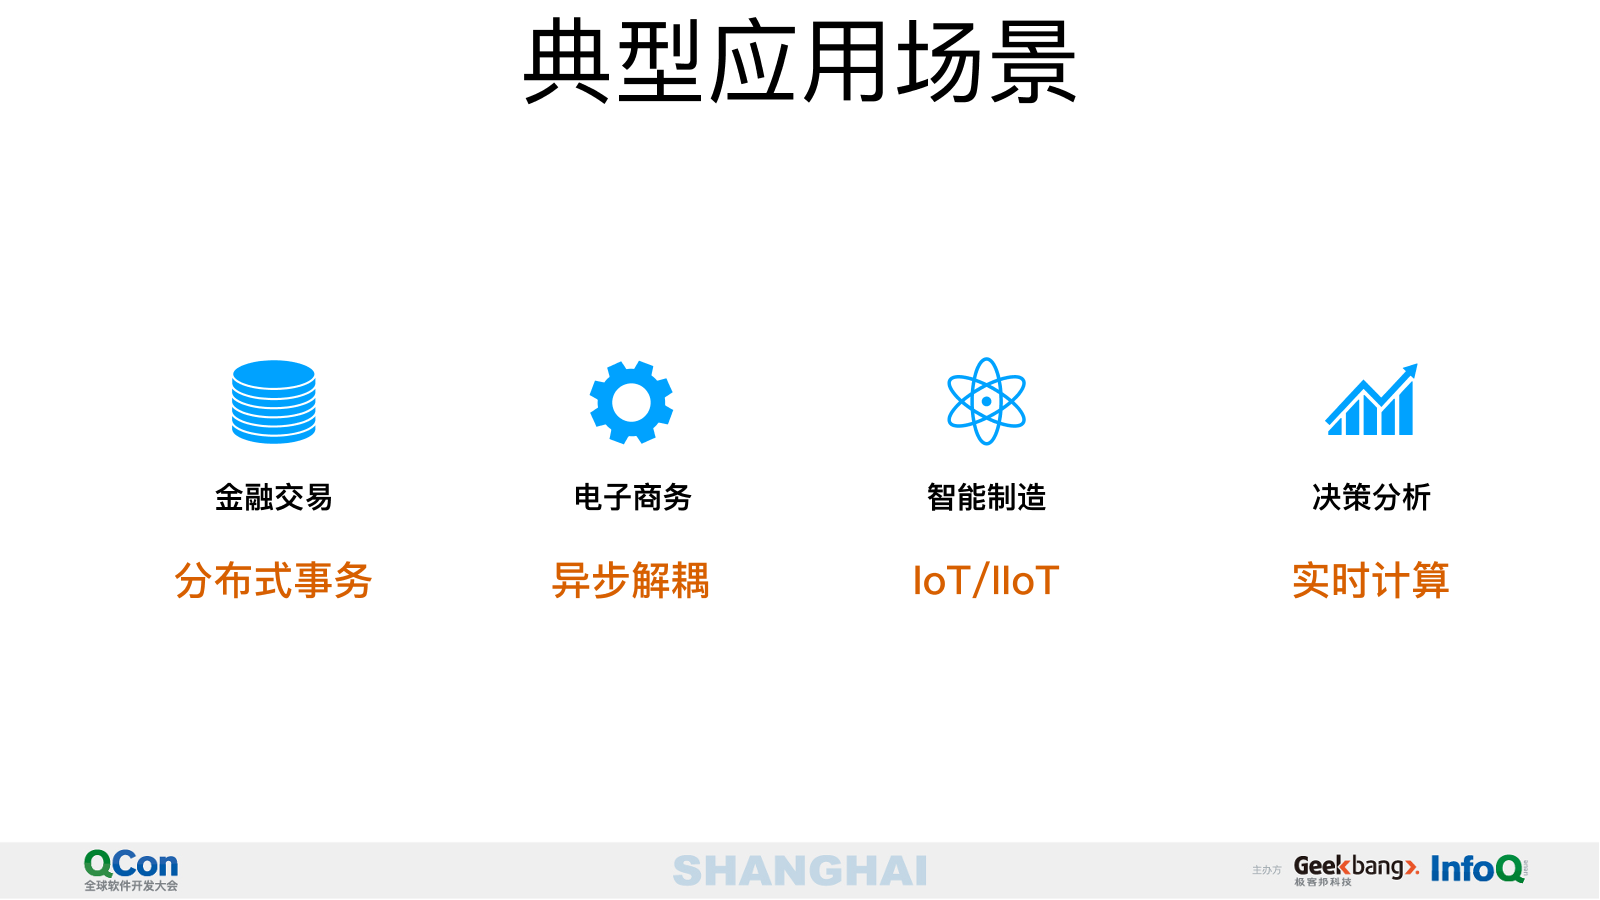 典型应用场景
金融交易
分布式事务
电子商务
异步解耦
智能制造
IoT/IIoT
决策分析
实时计算
QCon
全球软件开发大会
SHANGHAI
主办方
Geekbang
极客邦科技
InfoQ